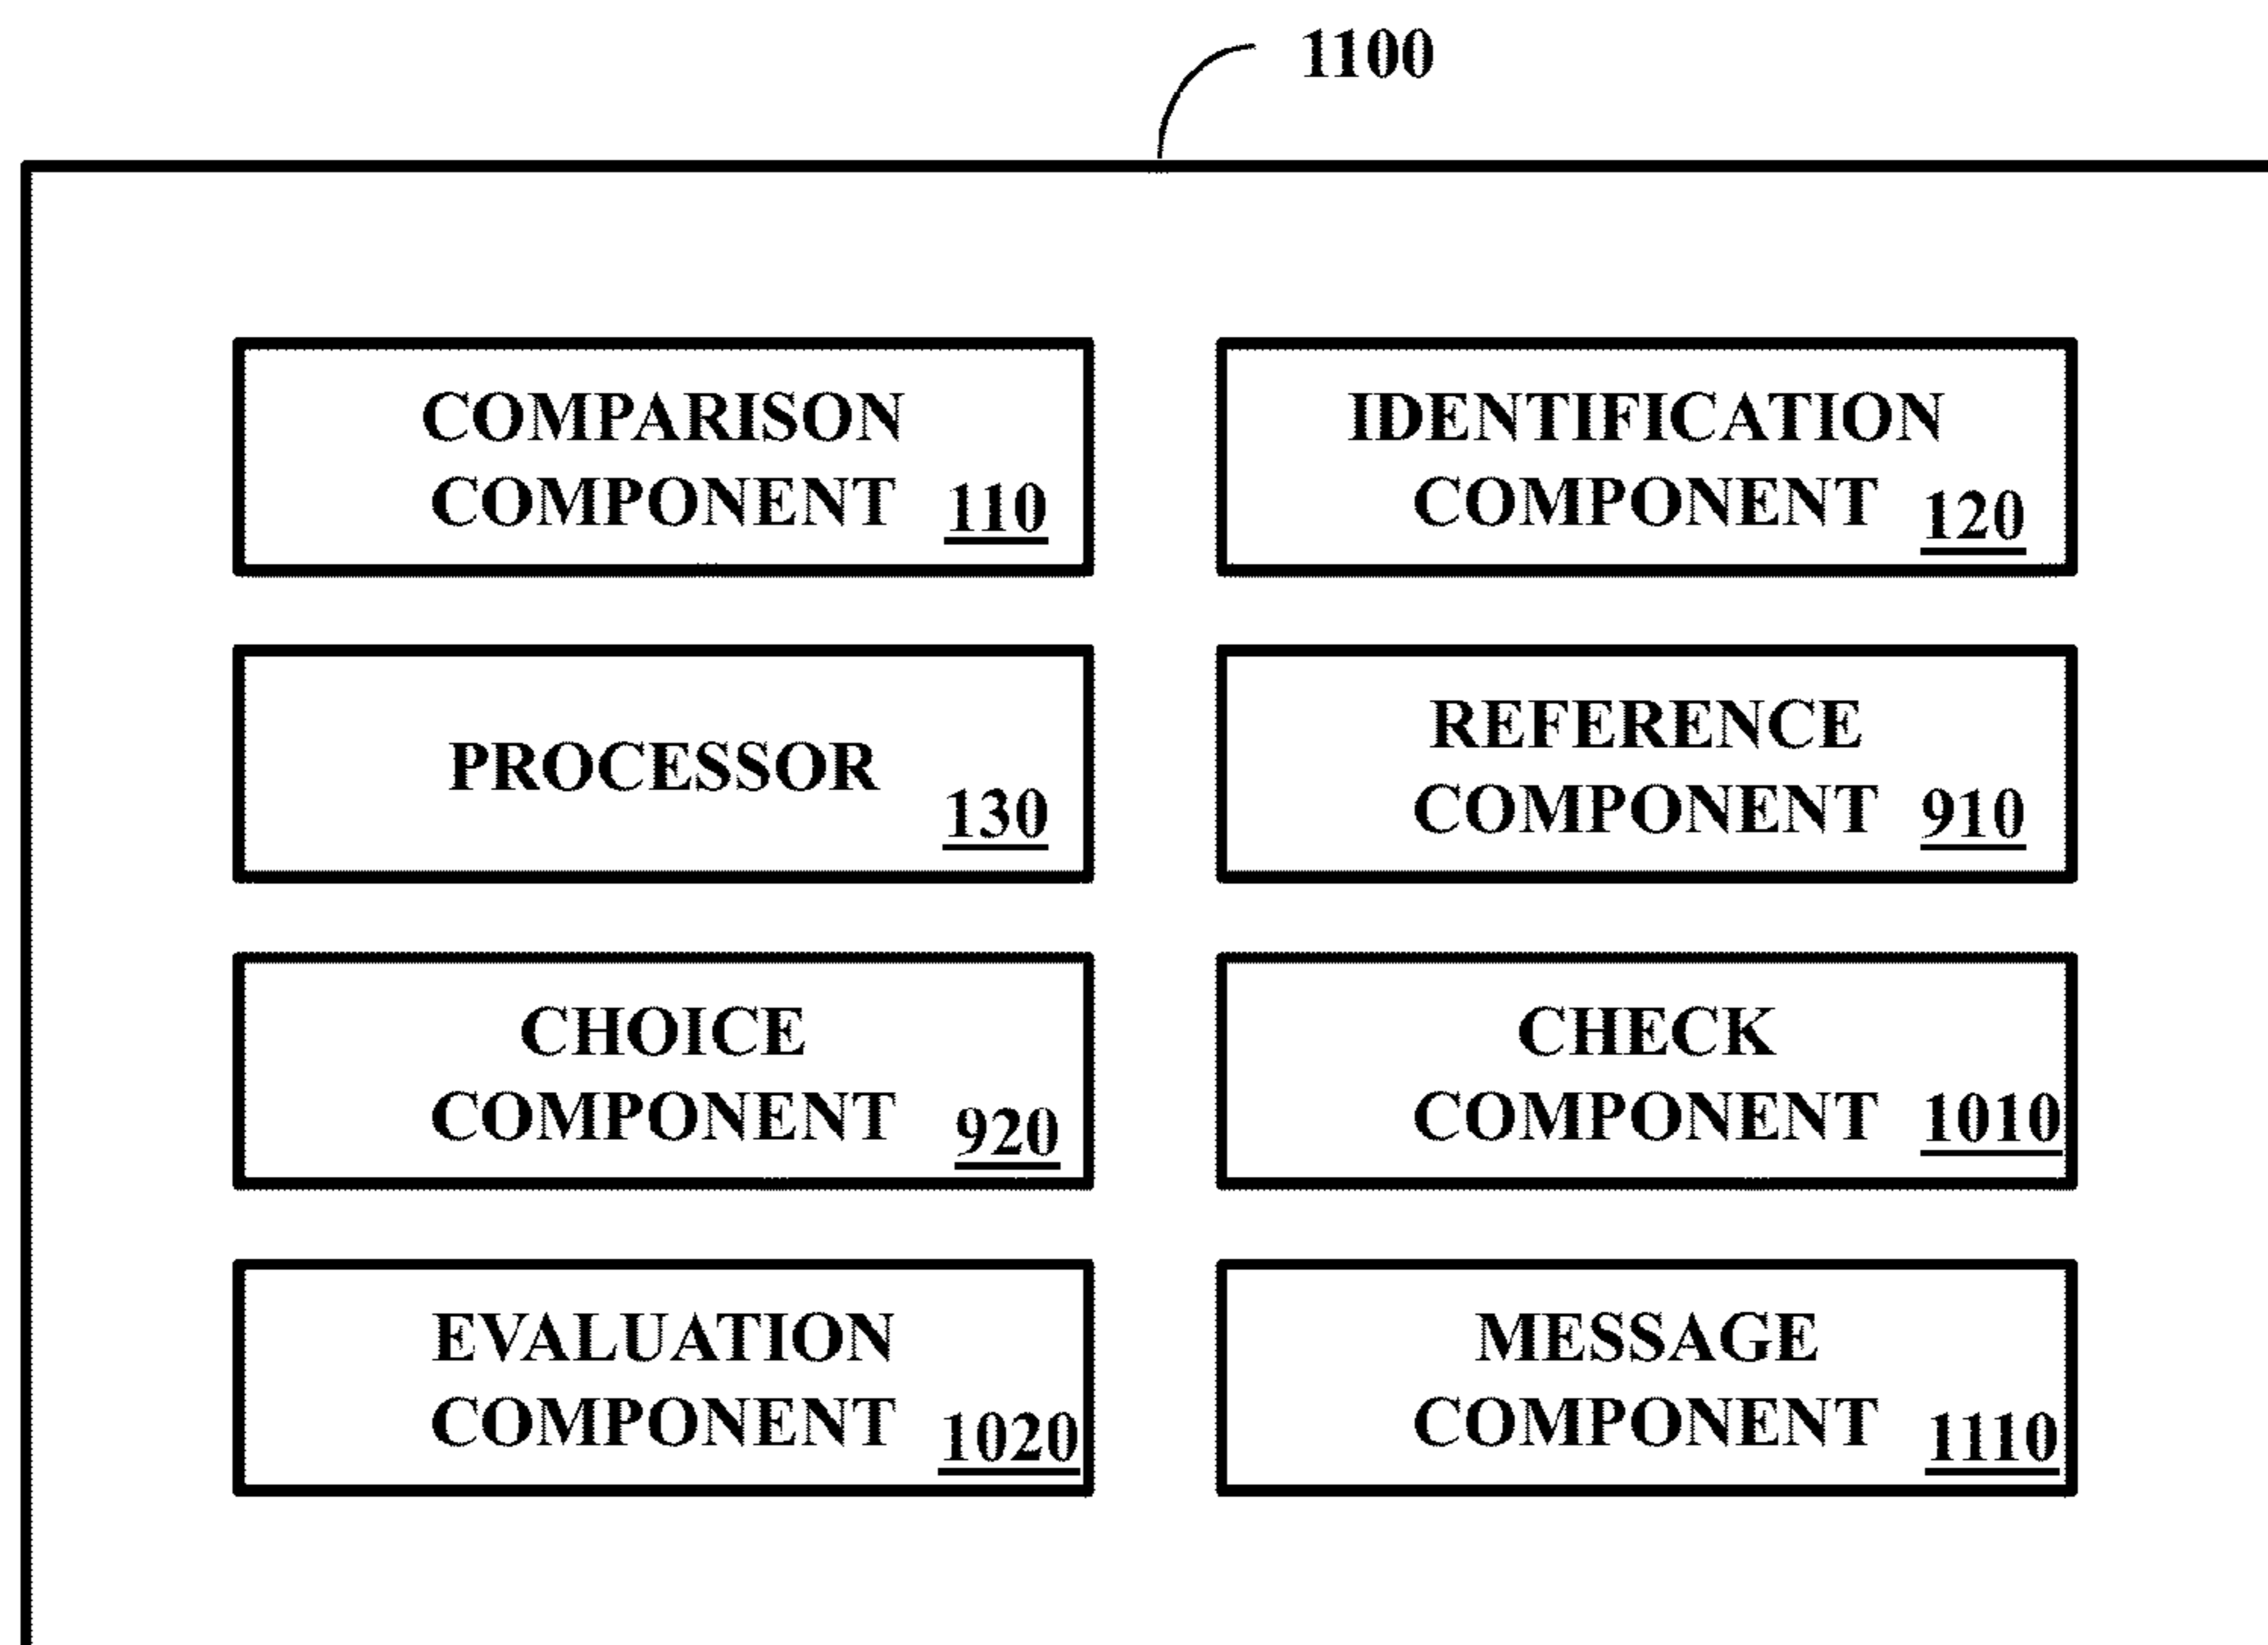 1100
COMPARISON
COMPONENT 110
IDENTIFICATION
COMPONENT 120
PROCESSOR
130
REFERENCE
COMPONENT 910
CHOICE
COMPONENT 920
CHECK
COMPONENT 1010
EVALUATION
COMPONENT 1020
MESSAGE
COMPONENT 1110